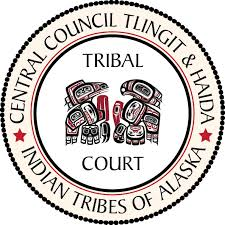 CENTRAL COUNCIL TLINGIT & HAIDA
INDIAN TRIBES OF ALASKA
TRIBAL
COURT